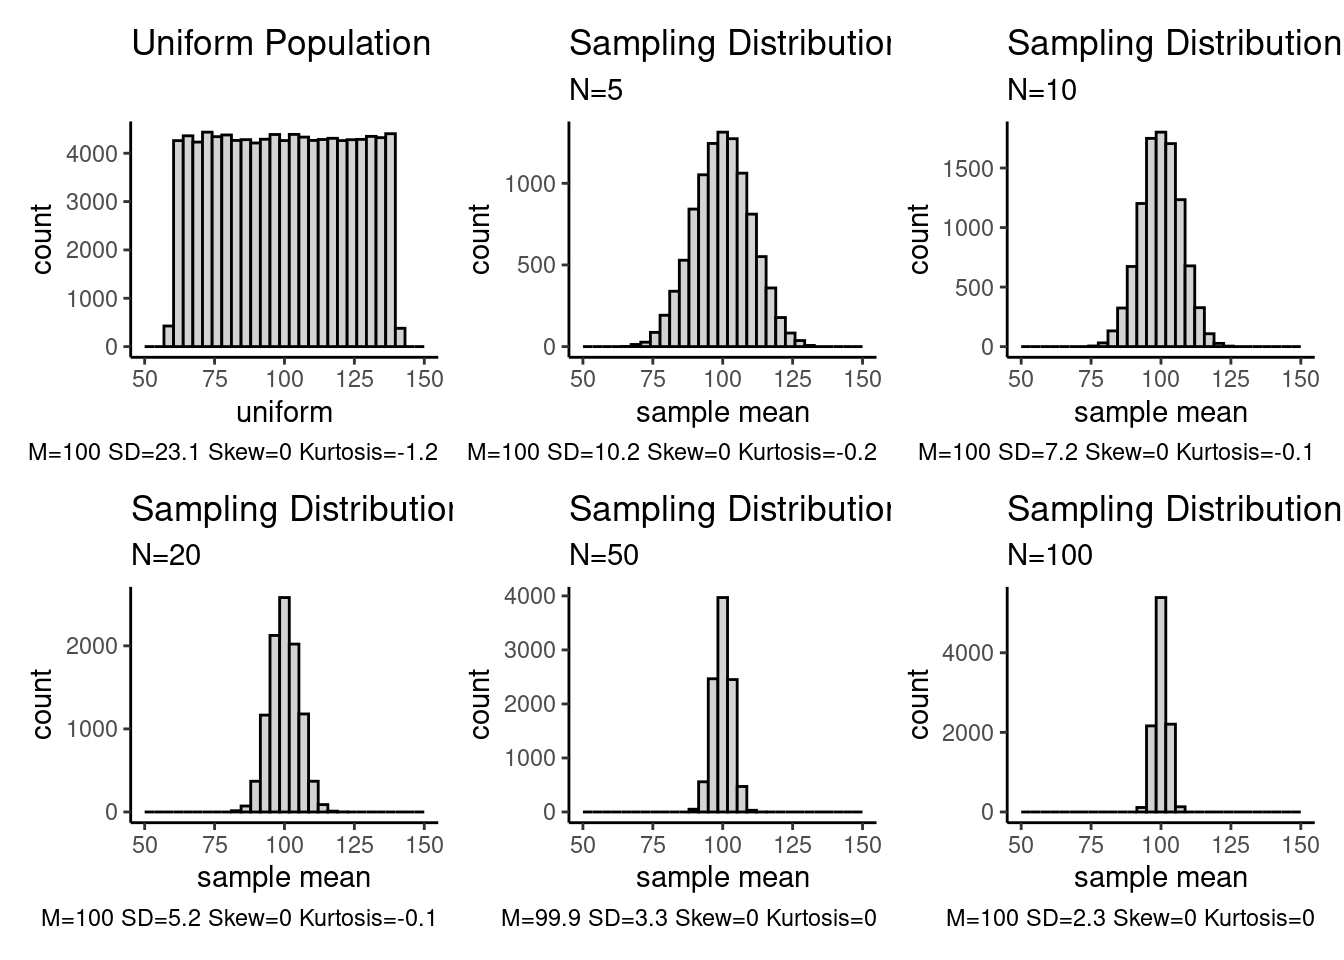 Uniform Population
4000
3000
2000
1000
0
count
50 75 100 125 150
uniform
M=100 SD=23.1 Skew=0 Kurtosis=-1.2
Sampling Distribution
N=5
1000
500
0
count
50 75 100 125 150
sample mean
M=100 SD=10.2 Skew=0 Kurtosis=-0.2
Sampling Distribution
N=10
1500
1000
500
0
count
50 75 100 125 150
sample mean
M=100 SD=7.2 Skew=0 Kurtosis=-0.1
Sampling Distribution
N=20
2000
1000
0
count
50 75 100 125 150
sample mean
M=100 SD=5.2 Skew=0 Kurtosis=-0.1
Sampling Distribution
N=50
4000
3000
2000
1000
0
count
50 75 100 125 150
sample mean
M=99.9 SD=3.3 Skew=0 Kurtosis=0
Sampling Distribution
N=100
4000
2000
0
count
50 75 100 125 150
sample mean
M=100 SD=2.3 Skew=0 Kurtosis=0